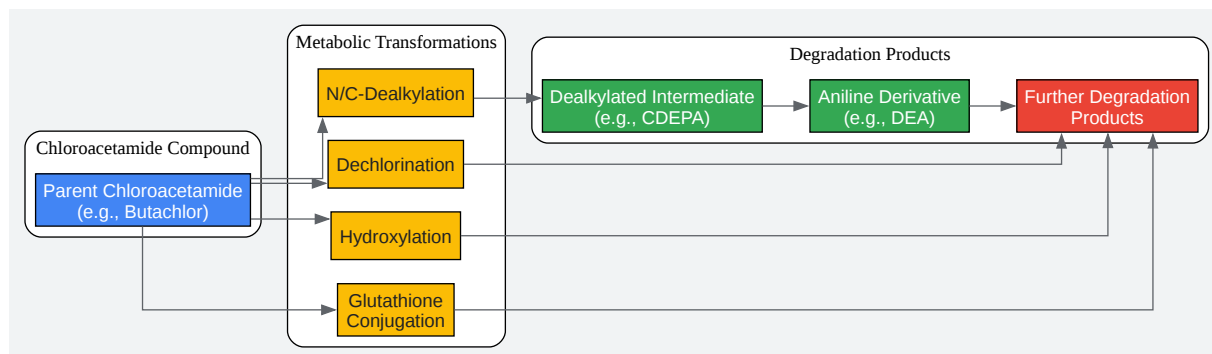 Chloroacetamide Compound
Parent Chloroacetamide
(e.g., Butachlor)
Metabolic Transformations
N/C-Dealkylation
Dechlorination
Hydroxylation
Glutathione
Conjugation
Degradation Products
Dealkylated Intermediate
(e.g., CDEPA)
Aniline Derivative
(e.g., DEA)
Further Degradation
Products